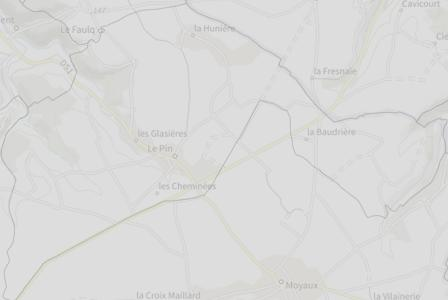 Cavicourt
147
la Hunière
Le Faulq
la Fresnaie
D51
les Glasières
la Baudrière
Le Pin
les Cheminées
Moyaux
la Croix Maillard
la Vilainerie